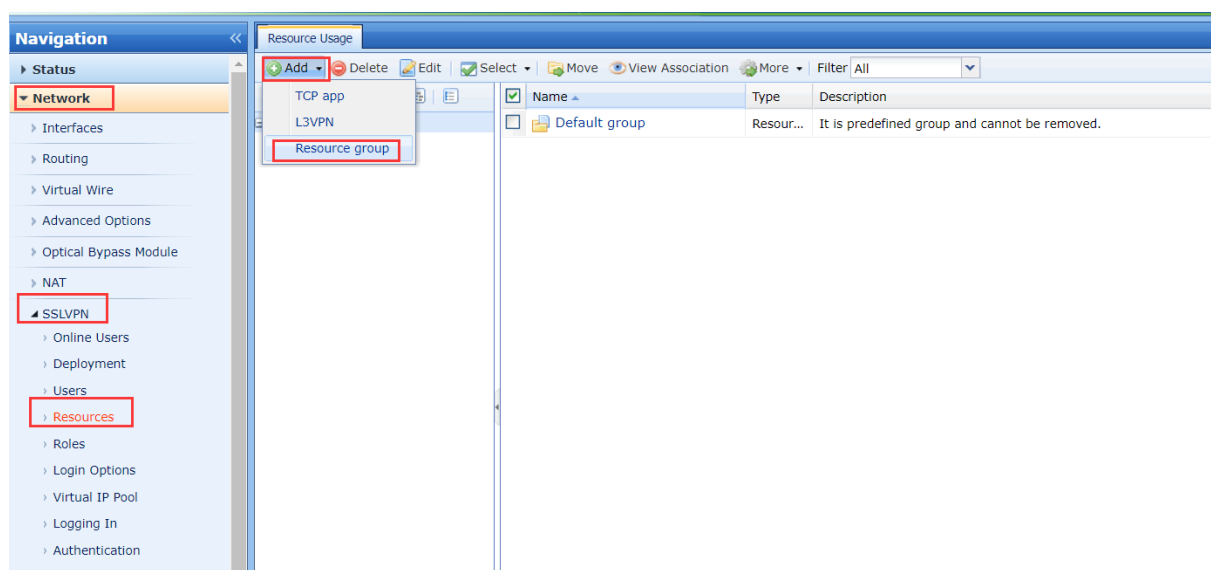 Navigation
Status
Network
Interfaces
Routing
Virtual Wire
Advanced Options
Optical Bypass Module
NAT
SSLVPN
Online Users
Deployment
Users
Resources
Roles
Login Options
Virtual IP Pool
Logging In
Authentication
Resource Usage
Add Delete Edit Select Move View Association More Filter All
TCP app
L3VPN
Resource group
Name Type Description
Default group Resour... It is predefined group and cannot be removed.